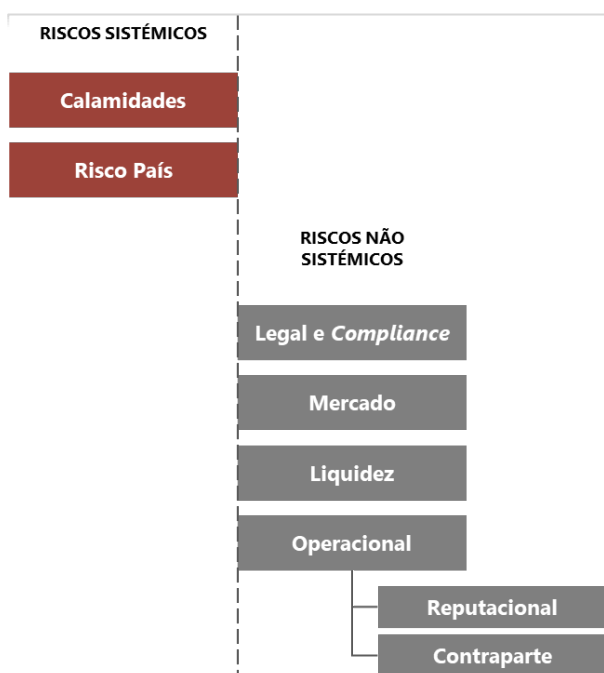 RISCOS SISTÉMICOS
Calamidades
Risco País
RISCOS NÃO
SISTÉMICOS
Legal e Compliance
Mercado
Liquidez
Operacional
Reputacional
Contraparte